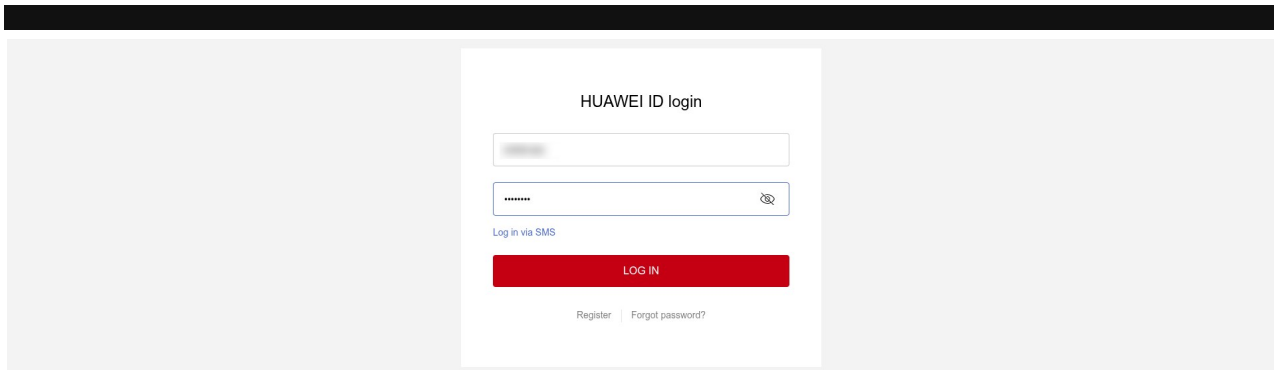 HUAWEI ID login
••••••••
Log in via SMS
LOG IN
Register | Forgot password?